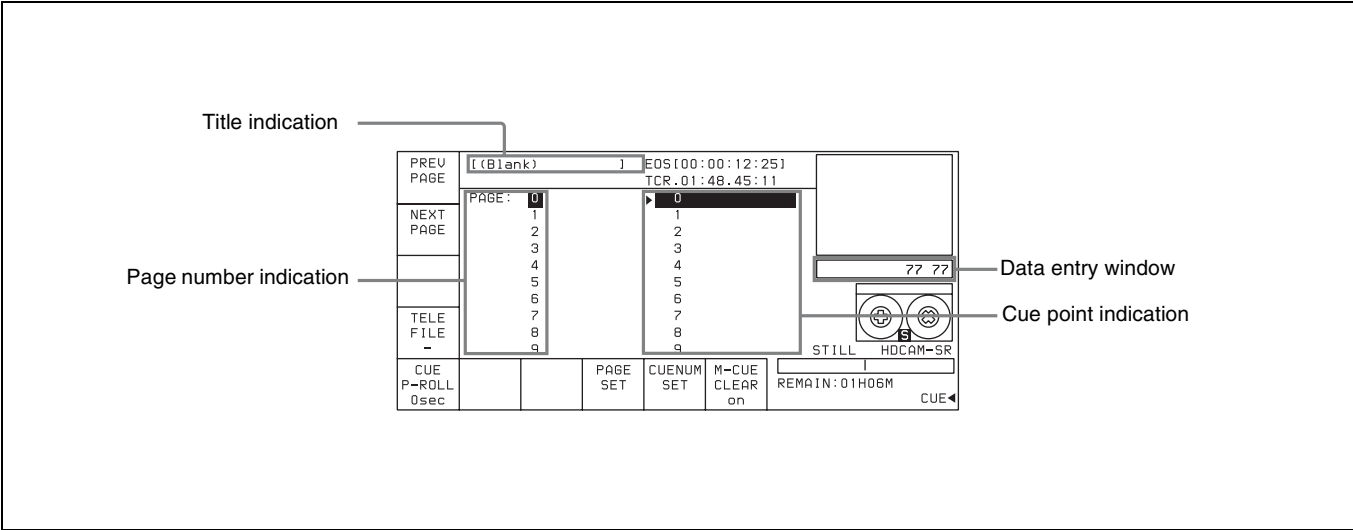 Title indication
PREV PAGE
[(Blank) ]
EOS[00:00:12:25]
TCR.01:48.45:11
NEXT PAGE
PAGE: 0
1
2
3
4
5
6
7
8
9
▶ 0
1
2
3
4
5
6
7
8
9
Page number indication
77 77
Data entry window
Cue point indication
TELE FILE -
S
STILL HDCAM-SR
CUE P-ROLL 0sec
PAGE SET
CUENUM SET
M-CUE CLEAR on
REMAIN:01H06M
CUE◀